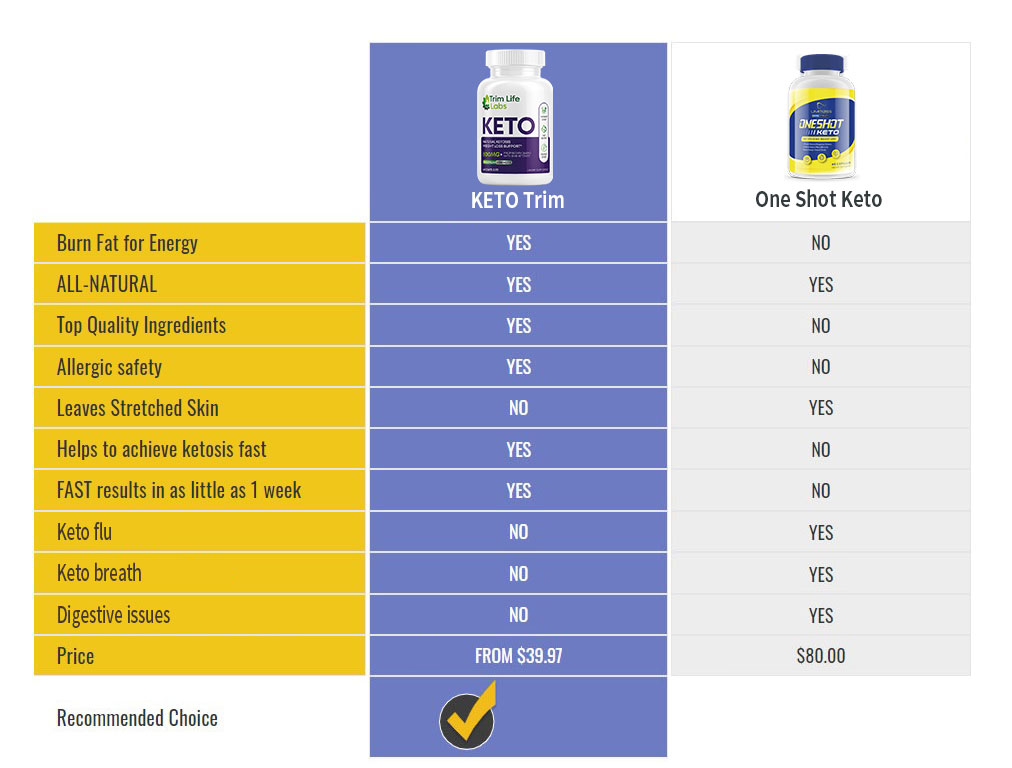 Trim Life
Labs
KETO
ONESHOT
KETO
KETO Trim
One Shot Keto
Burn Fat for Energy
YES
NO
ALL-NATURAL
YES
YES
Top Quality Ingredients
YES
NO
Allergic safety
YES
NO
Leaves Stretched Skin
NO
YES
Helps to achieve ketosis fast
YES
NO
FAST results in as little as 1 week
YES
NO
Keto flu
NO
YES
Keto breath
NO
YES
Digestive issues
NO
YES
Price
FROM $39.97
$80.00
Recommended Choice